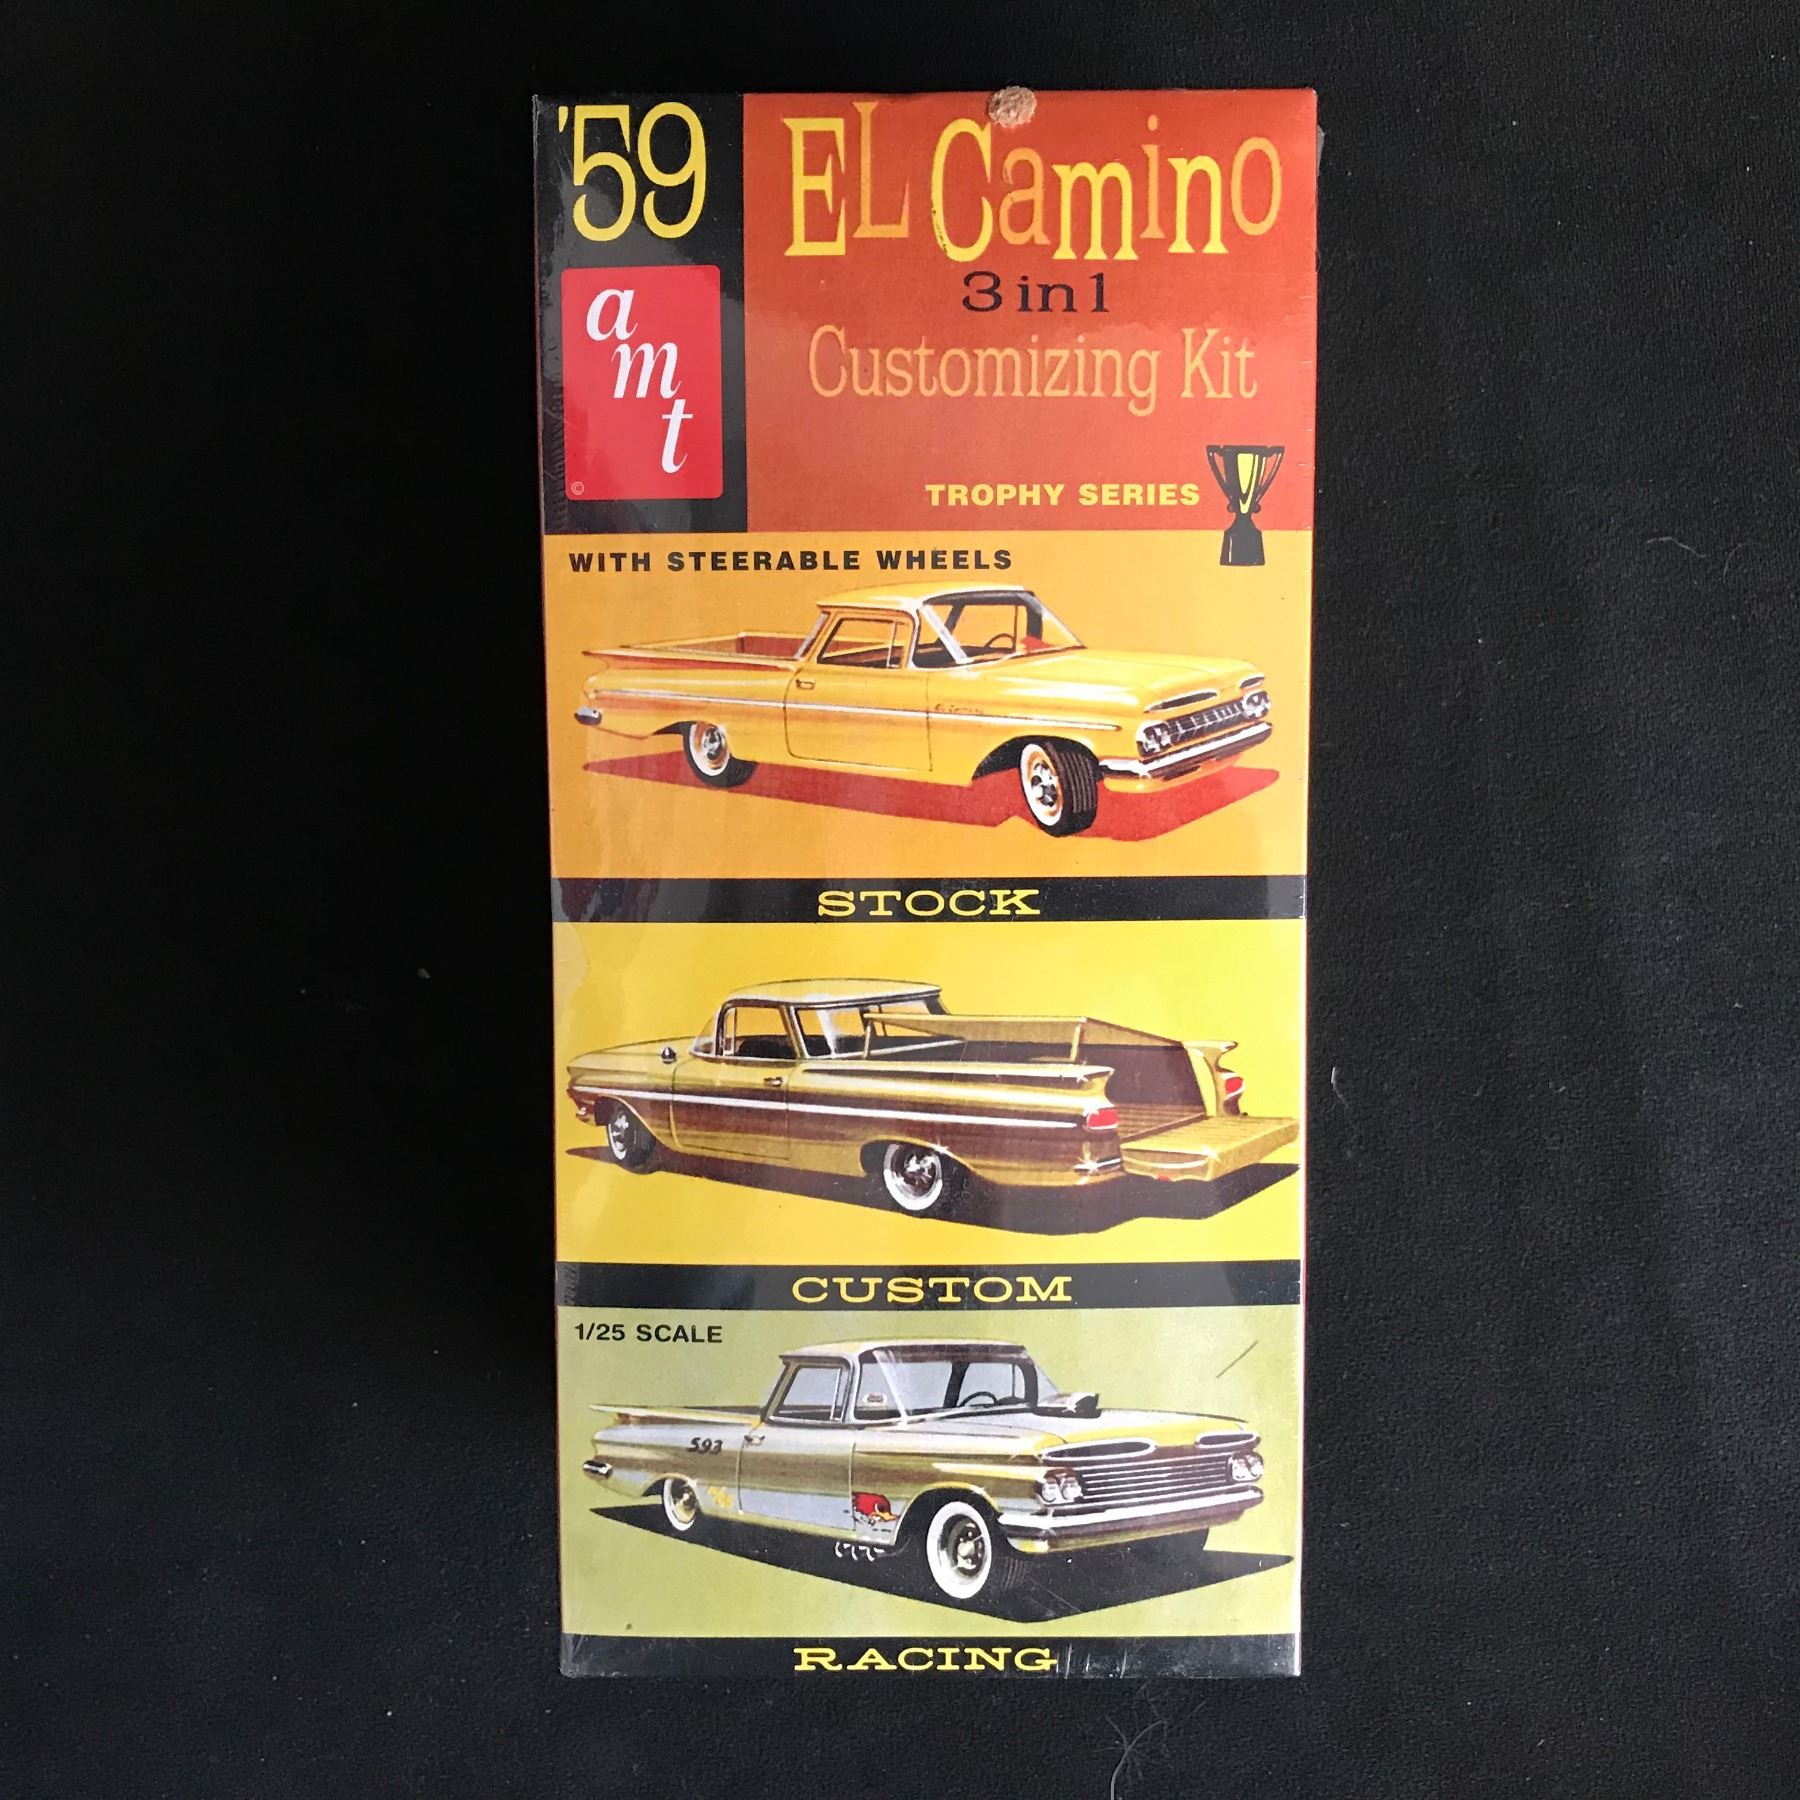 '59
EL Camino
3 in 1
Customizing Kit
amt
©
TROPHY SERIES
WITH STEERABLE WHEELS
STOCK
CUSTOM
1/25 SCALE
593
RACING